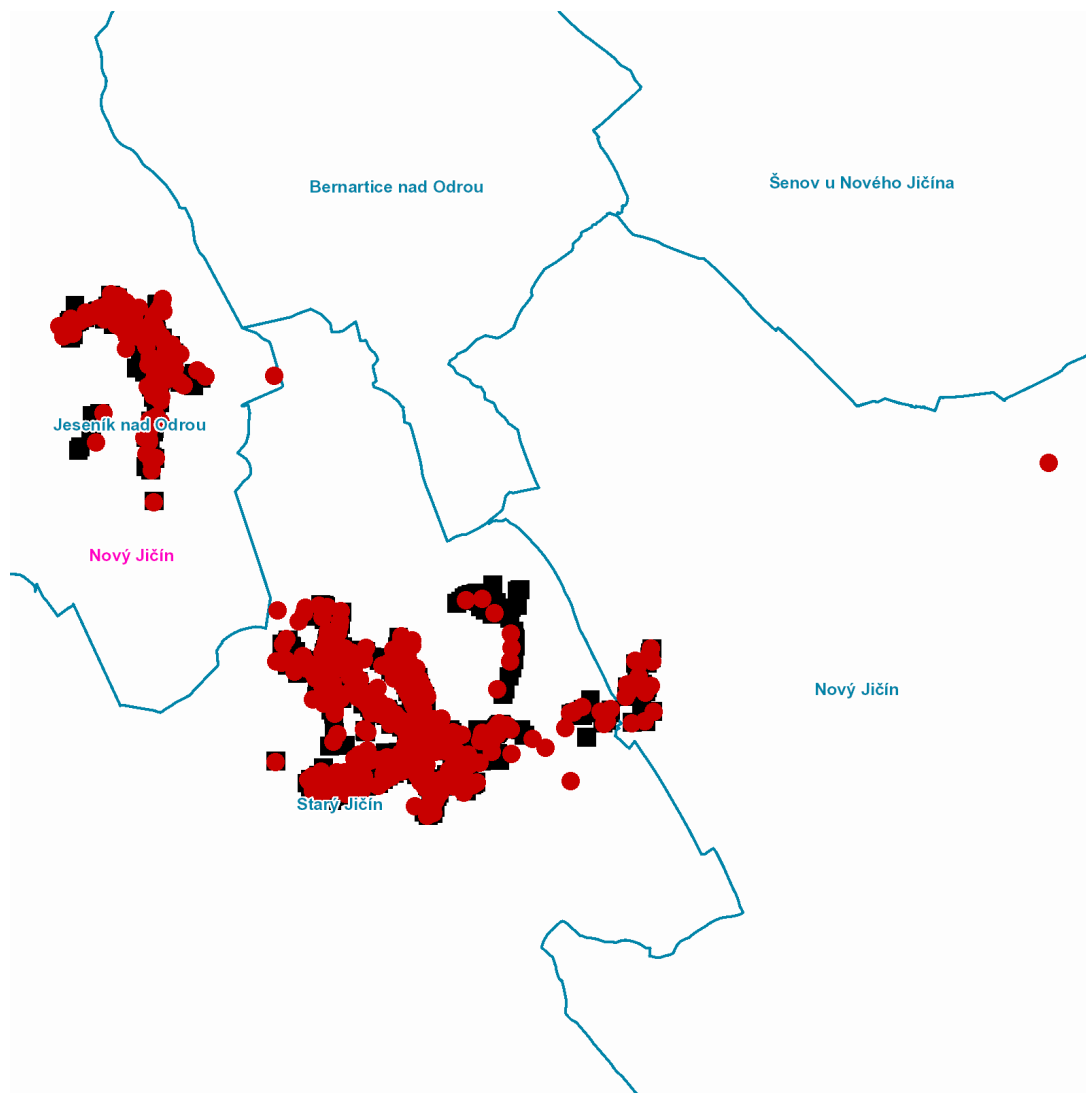 Šenov u Nového Jičína
Bernartice nad Odrou
Jeseník nad Odrou
Nový Jičín
Nový Jičín
Starý Jičín